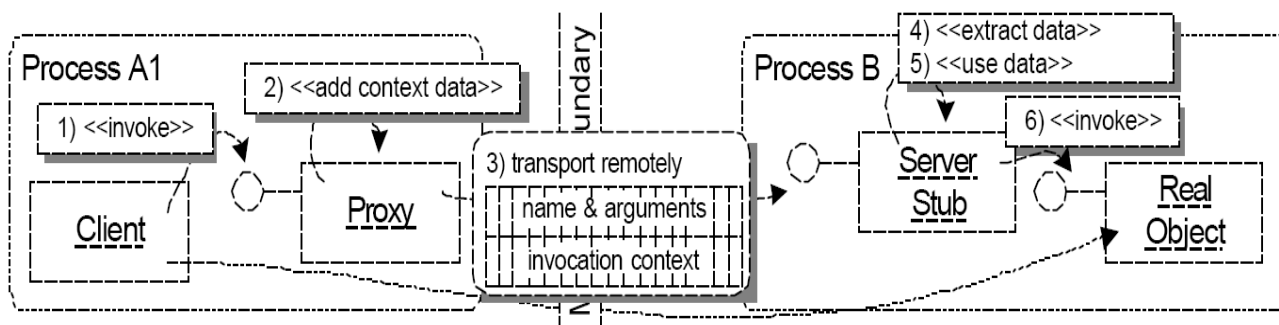 Process A1
2) <<add context data>>
1) <<invoke>>
Client
Proxy
undary
3) transport remotely
name & arguments
invocation context
Process B
4) <<extract data>>
5) <<use data>>
6) <<invoke>>
Server
Stub
Real
Object